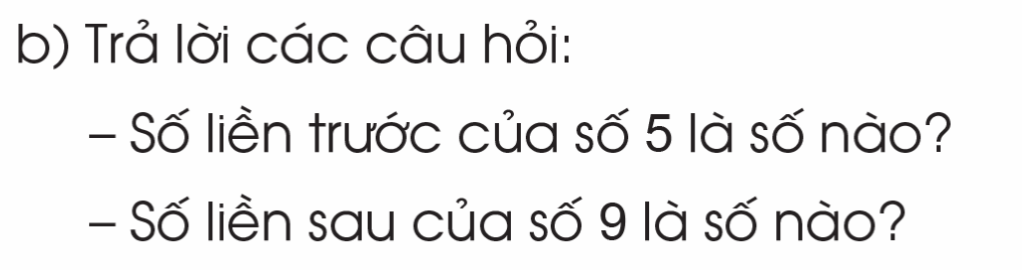 b) Trả lời các câu hỏi:
– Số liền trước của số 5 là số nào?
– Số liền sau của số 9 là số nào?